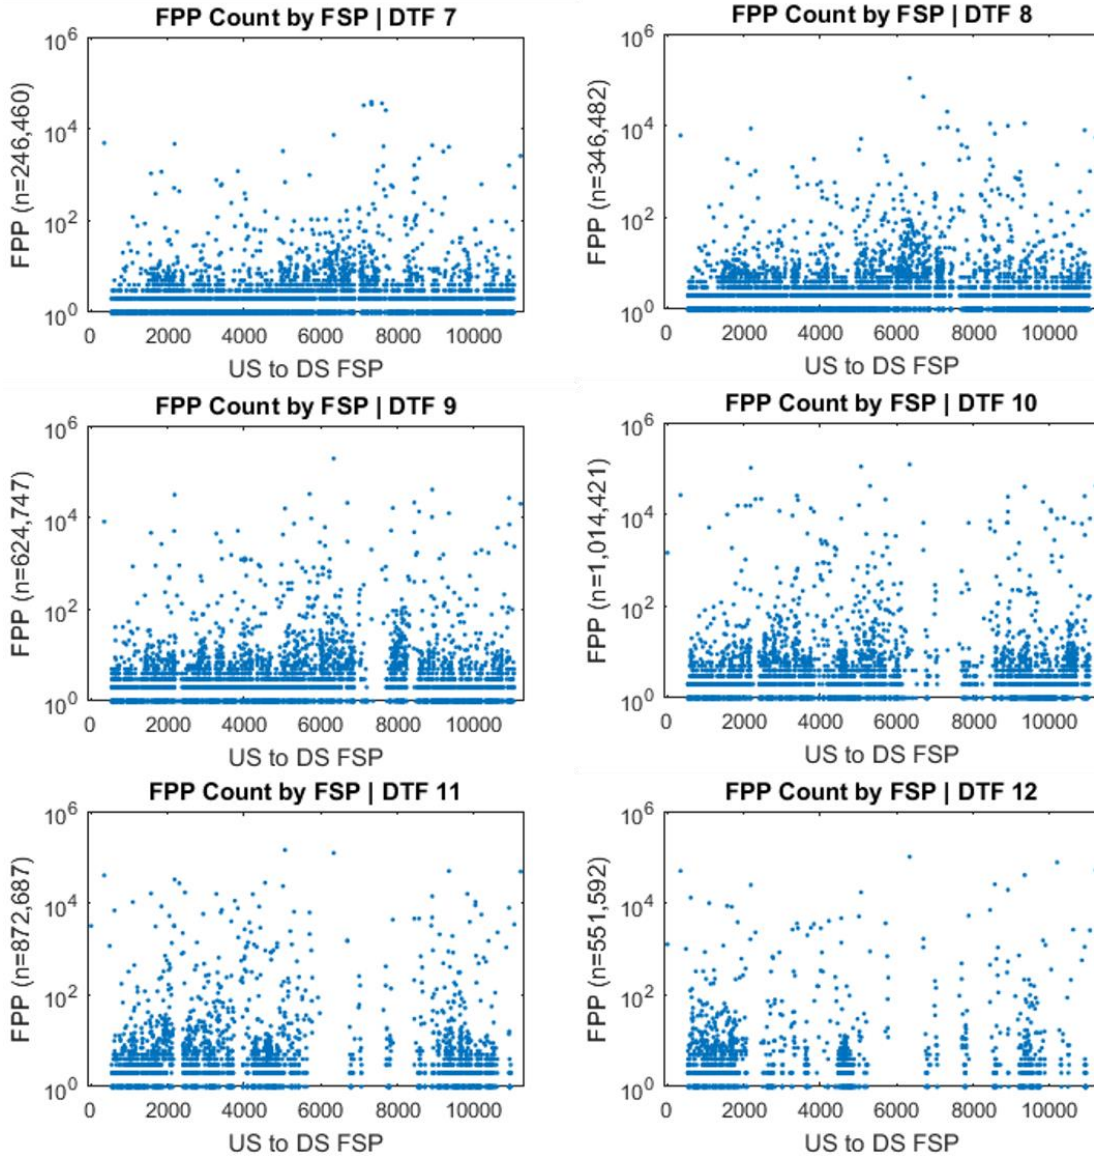 FPP Count by FSP | DTF 7
FPP (n=246,460)
10^6
10^4
10^2
10^0
0 2000 4000 6000 8000 10000
US to DS FSP
FPP Count by FSP | DTF 8
FPP (n=346,482)
10^6
10^4
10^2
10^0
0 2000 4000 6000 8000 10000
US to DS FSP
FPP Count by FSP | DTF 9
FPP (n=624,747)
10^6
10^4
10^2
10^0
0 2000 4000 6000 8000 10000
US to DS FSP
FPP Count by FSP | DTF 10
FPP (n=1,014,421)
10^6
10^4
10^2
10^0
0 2000 4000 6000 8000 10000
US to DS FSP
FPP Count by FSP | DTF 11
FPP (n=872,687)
10^6
10^4
10^2
10^0
0 2000 4000 6000 8000 10000
US to DS FSP
FPP Count by FSP | DTF 12
FPP (n=551,592)
10^6
10^4
10^2
10^0
0 2000 4000 6000 8000 10000
US to DS FSP